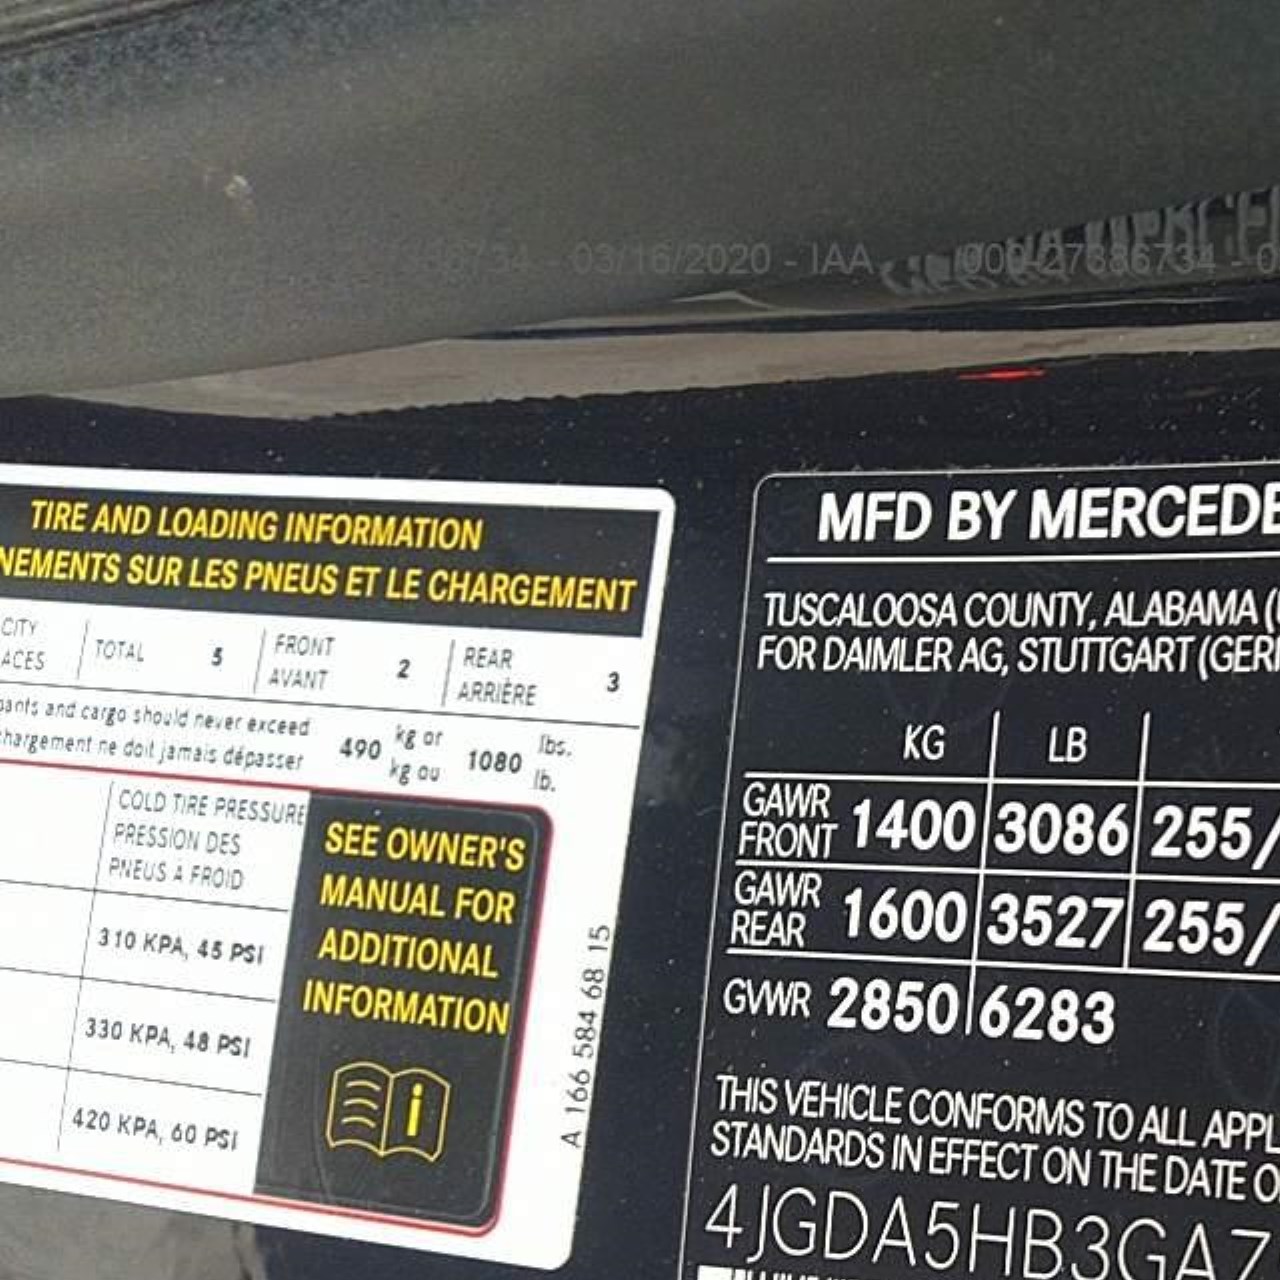 86734 - 03/16/2020 - IAA
000-27886734 - 0
TIRE AND LOADING INFORMATION
NEMENTS SUR LES PNEUS ET LE CHARGEMENT
CITY
ACES
TOTAL 5
FRONT
AVANT
2
REAR
ARRIÈRE
3
pants and cargo should never exceed
chargement ne doit jamais dépasser
490
kg or
kg ou
1080
lbs.
lb.
COLD TIRE PRESSURE
PRESSION DES
PNEUS À FROID
310 KPA, 45 PSI
330 KPA, 48 PSI
420 KPA, 60 PSI
SEE OWNER'S
MANUAL FOR
ADDITIONAL
INFORMATION
i
A 166 584 68 15
MFD BY MERCEDE
TUSCALOOSA COUNTY, ALABAMA (
FOR DAIMLER AG, STUTTGART (GER
KG LB
GAWR
FRONT
1400 3086 255/
GAWR
REAR
1600 3527 255/
GVWR 2850 6283
THIS VEHICLE CONFORMS TO ALL APPL
STANDARDS IN EFFECT ON THE DATE O
4JGDA5HB3GA7